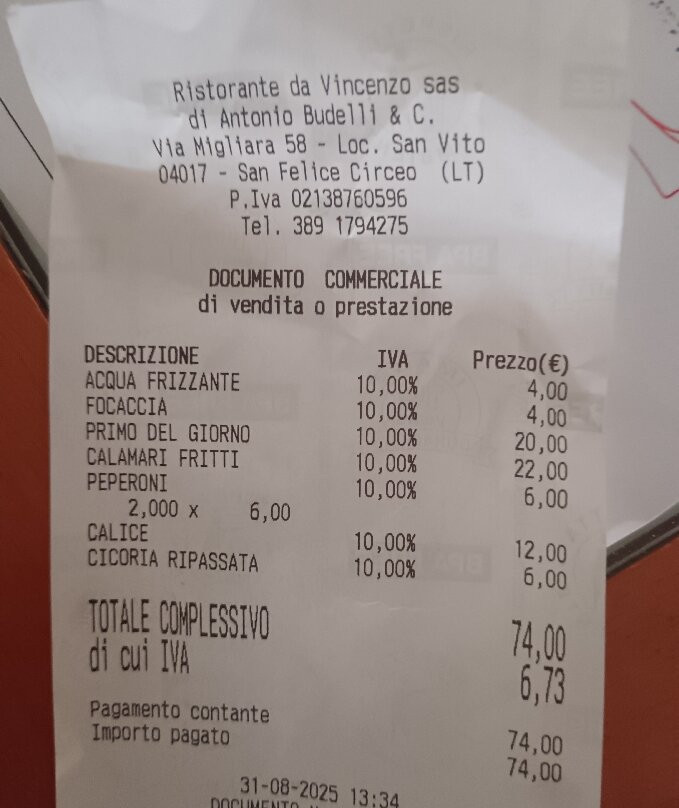 Ristorante da Vincenzo sas
di Antonio Budelli & C.
Via Migliara 58 - Loc. San Vito
04017 - San Felice Circeo (LT)
P.Iva 02138760596
Tel. 389 1794275
DOCUMENTO COMMERCIALE
di vendita o prestazione
DESCRIZIONE IVA Prezzo(€)
ACQUA FRIZZANTE 10,00% 4,00
FOCACCIA 10,00% 4,00
PRIMO DEL GIORNO 10,00% 20,00
CALAMARI FRITTI 10,00% 22,00
PEPERONI 10,00% 6,00
2,000 x 6,00
CALICE 10,00% 12,00
CICORIA RIPASSATA 10,00% 6,00
TOTALE COMPLESSIVO 74,00
di cui IVA 6,73
Pagamento contante 74,00
Importo pagato 74,00
31-08-2025 13:34
DOCUMENTO